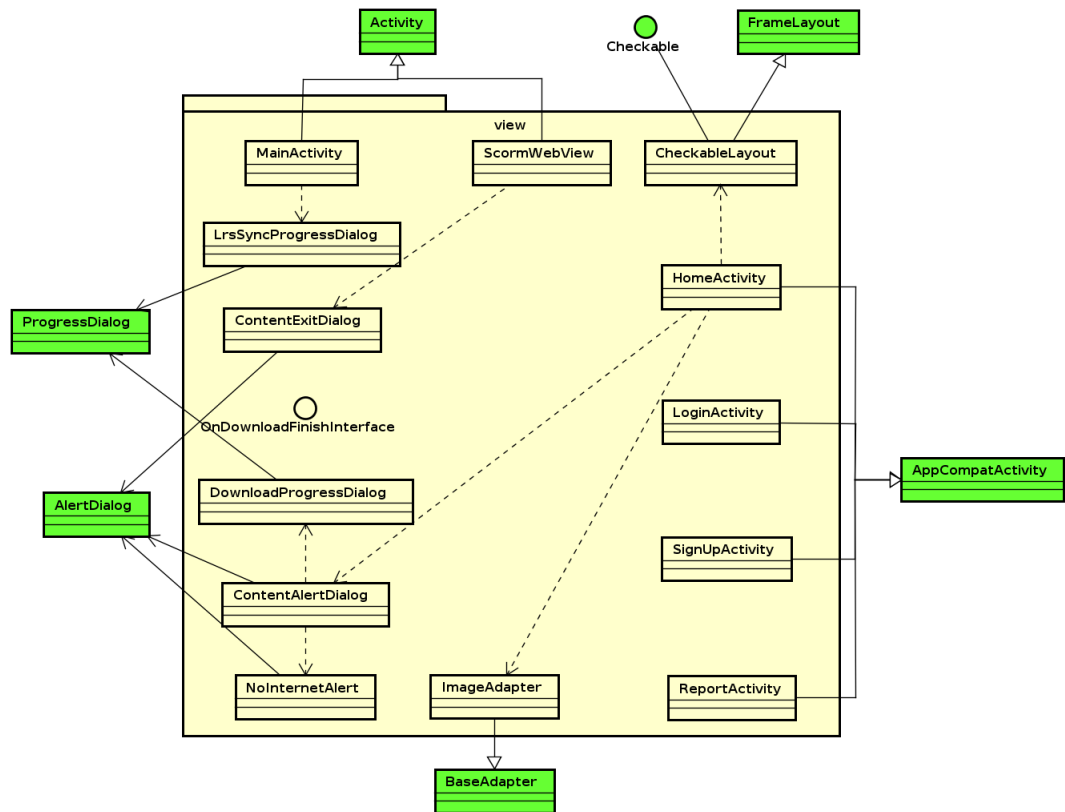 Activity
FrameLayout
Checkable
view
MainActivity
ScormWebView
CheckableLayout
LrsSyncProgressDialog
HomeActivity
ProgressDialog
ContentExitDialog
LoginActivity
OnDownloadFinishInterface
AppCompatActivity
DownloadProgressDialog
AlertDialog
SignUpActivity
ContentAlertDialog
NoInternetAlert
ImageAdapter
ReportActivity
BaseAdapter